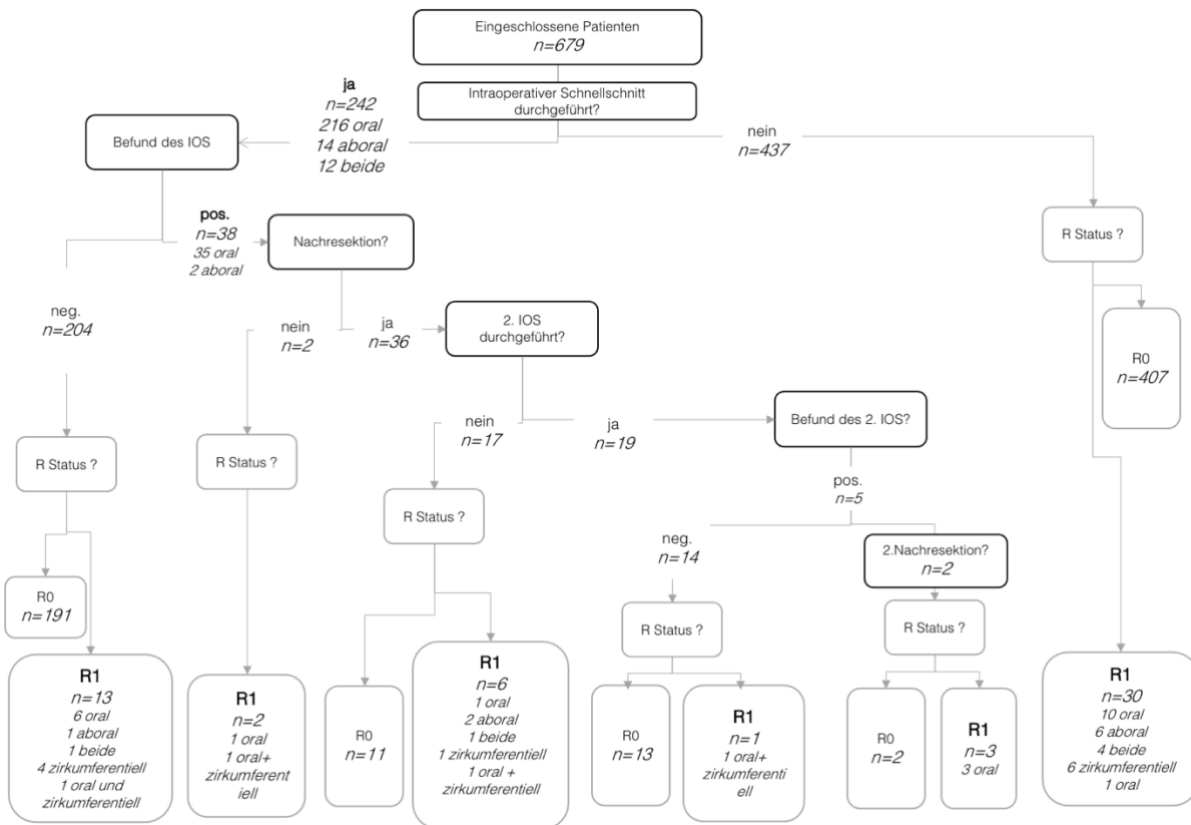 Eingeschlossene Patienten
n=679
Intraoperativer Schnellschnitt
durchgeführt?
ja
n=242
216 oral
14 aboral
12 beide
nein
n=437
Befund des IOS
pos.
n=38
35 oral
2 aboral
Nachresektion?
R Status ?
neg.
n=204
nein
n=2
ja
n=36
2. IOS
durchgeführt?
R0
n=407
nein
n=17
ja
n=19
Befund des 2. IOS?
R Status ?
R Status ?
pos.
n=5
R Status ?
neg.
n=14
2.Nachresektion?
n=2
R0
n=191
R Status ?
R Status ?
R1
n=13
6 oral
1 aboral
1 beide
4 zirkumferentiell
1 oral und
zirkumferentiell
R1
n=2
1 oral
1 oral+
zirkumferent
iell
R0
n=11
R1
n=6
1 oral
2 aboral
1 beide
1 zirkumferentiell
1 oral +
zirkumferentiell
R0
n=13
R1
n=1
1 oral+
zirkumferenti
ell
R0
n=2
R1
n=3
3 oral
R1
n=30
10 oral
6 aboral
4 beide
6 zirkumferentiell
1 oral